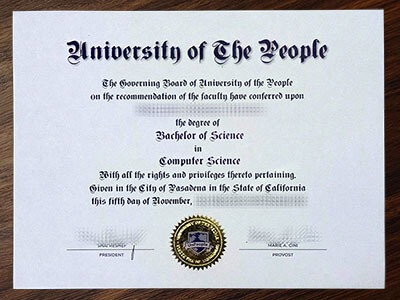 University of The People
The Governing Board of University of the People
on the recommendation of the faculty have conferred upon
the degree of
Bachelor of Science
in
Computer Science
With all the rights and privileges thereto pertaining.
Given in the City of Pasadena in the State of California
this fifth day of November,
PRESIDENT
MARIE A. CINI
PROVOST